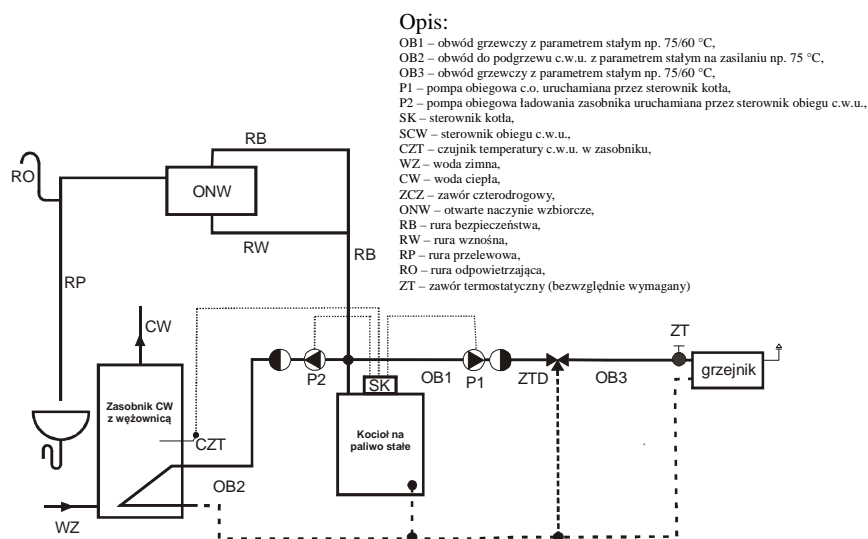 Opis:
OB1 – obwód grzewczy z parametrem stałym np. 75/60 °C,
OB2 – obwód do podgrzewu c.w.u. z parametrem stałym na zasilaniu np. 75 °C,
OB3 – obwód grzewczy z parametrem stałym np. 75/60 °C,
P1 – pompa obiegowa c.o. uruchamiana przez sterownik kotła,
P2 – pompa obiegowa ładowania zasobnika uruchamiana przez sterownik obiegu c.w.u.,
SK – sterownik kotła,
SCW – sterownik obiegu c.w.u.,
CZT – czujnik temperatury c.w.u. w zasobniku,
WZ – woda zimna,
CW – woda ciepła,
ZCZ – zawór czterodrogowy,
ONW – otwarte naczynie wzbiorcze,
RB – rura bezpieczeństwa,
RW – rura wznośna,
RP – rura przelewowa,
RO – rura odpowietrzająca,
ZT – zawór termostatyczny (bezwzględnie wymagany)
RB
RO
ONW
RW
RB
RP
CW
ZT
P2
OB1
P1
ZTD
OB3
grzejnik
SK
Zasobnik CW
z wężownicą
CZT
Kocioł na
paliwo stałe
OB2
WZ